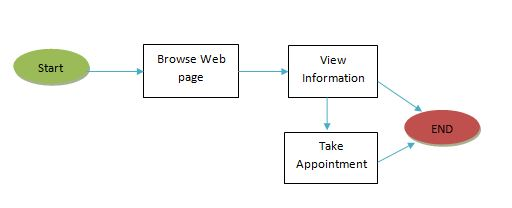 Start
Browse Web
page
View
Information
Take
Appointment
END